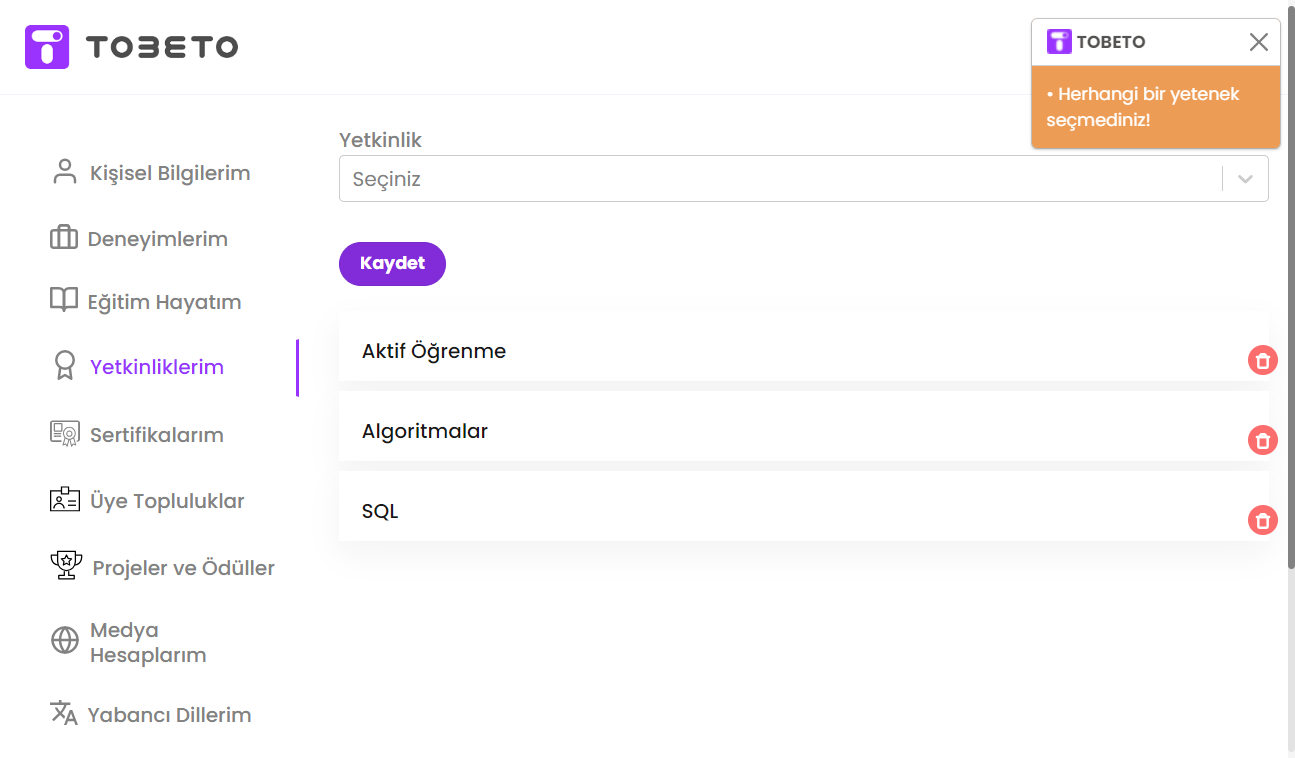 TOBETO
TOBETO
• Herhangi bir yetenek
seçmediniz!
Kişisel Bilgilerim
Deneyimlerim
Eğitim Hayatım
Yetkinliklerim
Sertifikalarım
Üye Topluluklar
Projeler ve Ödüller
Medya
Hesaplarım
Yabancı Dillerim
Yetkinlik
Seçiniz
Kaydet
Aktif Öğrenme
Algoritmalar
SQL